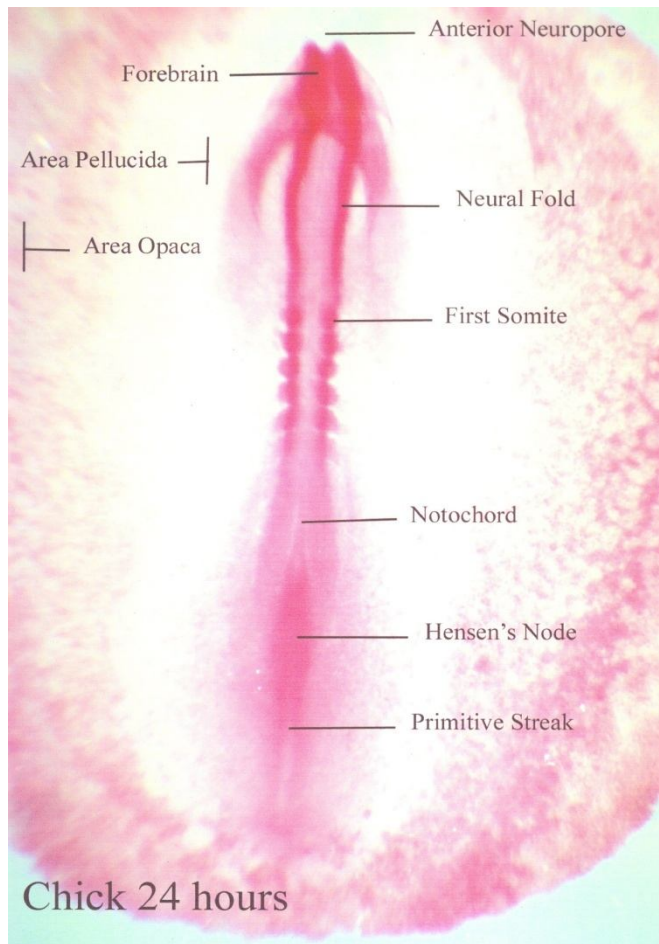 Anterior Neuropore
Forebrain
Area Pellucida
Neural Fold
Area Opaca
First Somite
Notochord
Hensen's Node
Primitive Streak
Chick 24 hours